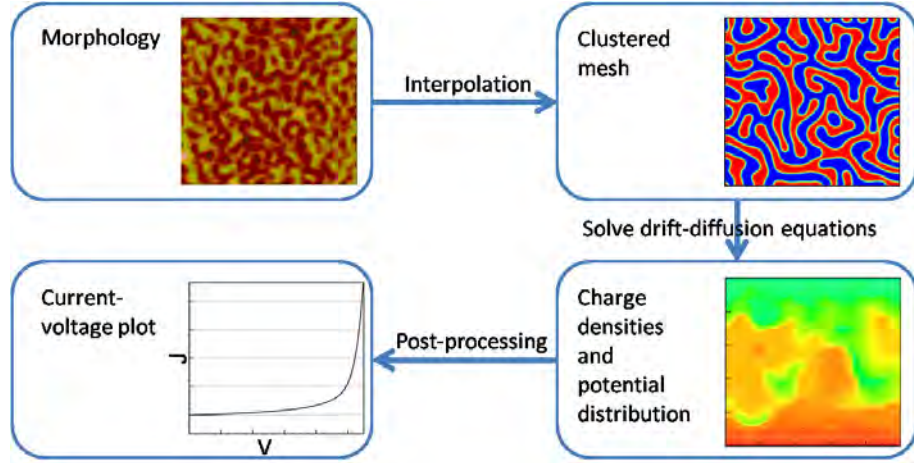 Morphology
Interpolation
Clustered
mesh
Solve drift-diffusion equations
Charge
densities
and
potential
distribution
Post-processing
Current-
voltage plot
J
V